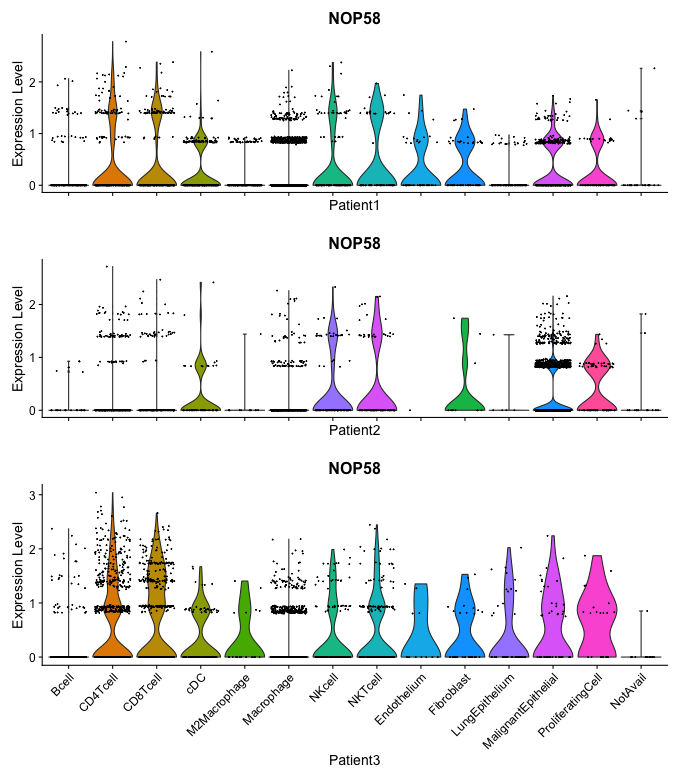 NOP58
Expression Level
2
1
0
Patient1
NOP58
Expression Level
2
1
0
Patient2
NOP58
Expression Level
3
2
1
0
Bcell
CD4Tcell
CD8Tcell
cDC
M2Macrophage
Macrophage
NKcell
NKTcell
Endothelium
Fibroblast
LungEpithelium
MalignantEpithelial
ProliferatingCell
NotAvail
Patient3